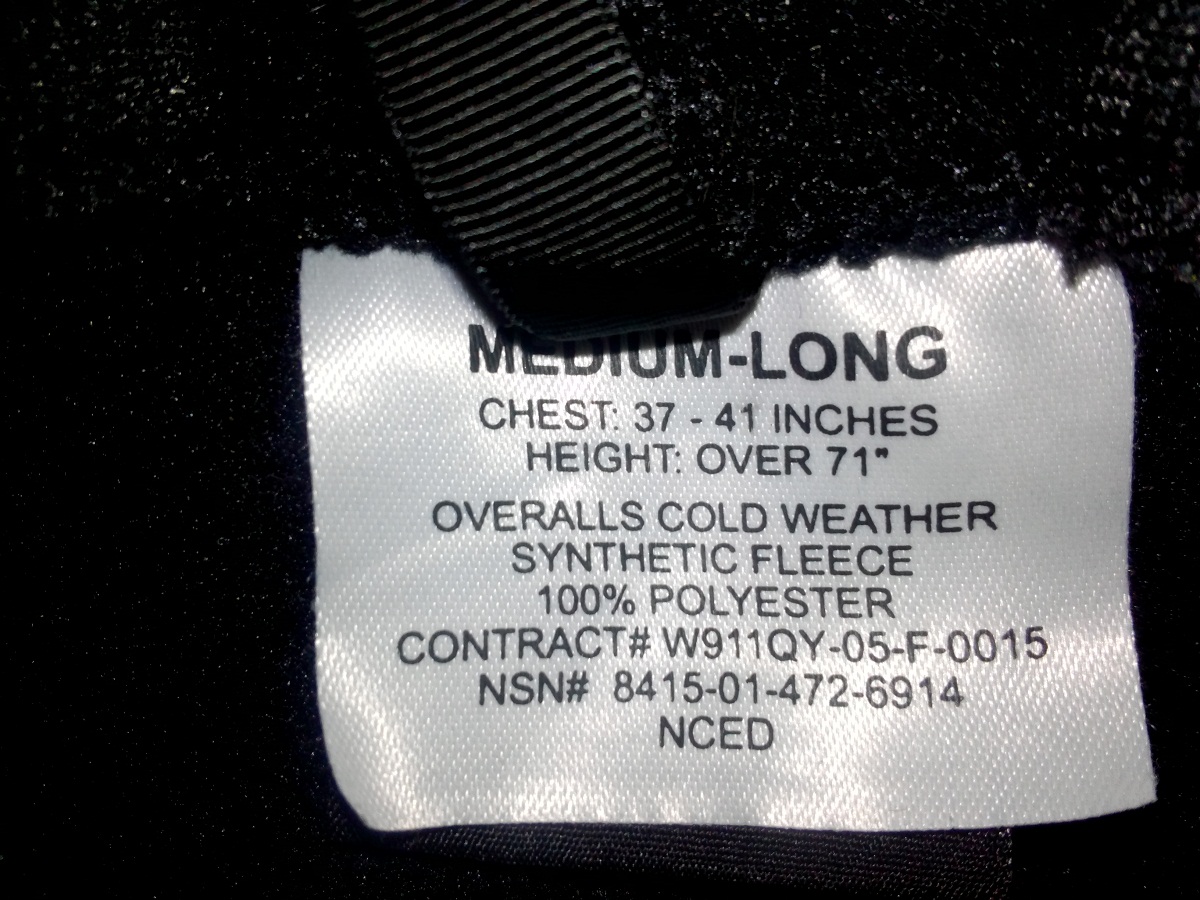 MEDIUM-LONG
CHEST: 37 - 41 INCHES
HEIGHT: OVER 71"
OVERALLS COLD WEATHER
SYNTHETIC FLEECE
100% POLYESTER
CONTRACT# W911QY-05-F-0015
NSN# 8415-01-472-6914
NCED